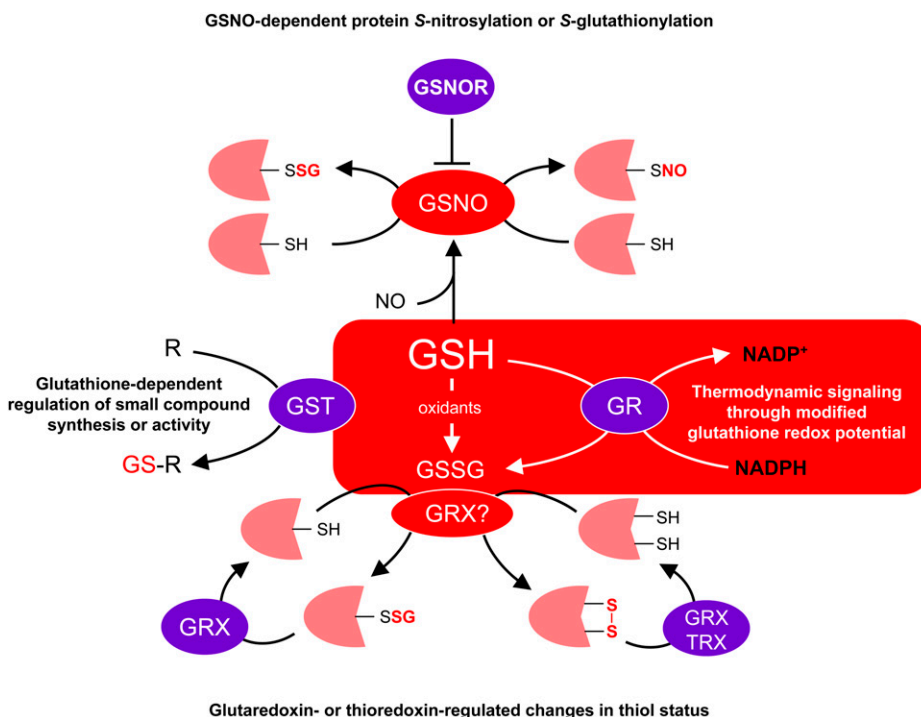 GSNO-dependent protein S-nitrosylation or S-glutathionylation
GSNOR
SSG
SNO
GSNO
SH
SH
NO
R
GSH
NADP⁺
Glutathione-dependent
regulation of small compound
synthesis or activity
GST
oxidants
GR
Thermodynamic signaling
through modified
glutathione redox potential
GS-R
GSSG
NADPH
GRX?
SH
SH
SH
GRX
SSG
S
S
GRX
TRX
Glutaredoxin- or thioredoxin-regulated changes in thiol status